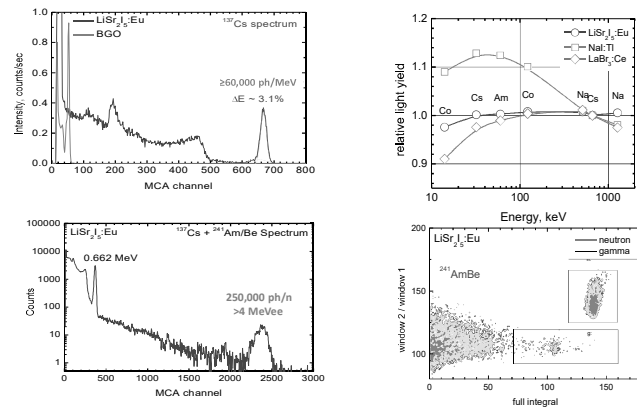 LiSr2I5:Eu
BGO
137Cs spectrum
≥60,000 ph/MeV
ΔE ~ 3.1%
Intensity, counts/sec
1.0
0.8
0.6
0.4
0.2
0.0
0 100 200 300 400 500 600 700 800
MCA channel
LiSr2I5:Eu
NaI:Tl
LaBr3:Ce
relative light yield
1.20
1.1
1.0
0.9
Co Cs Am Co Na Cs Na
10 100 1000
Energy, keV
LiSr2I5:Eu
137Cs + 241Am/Be Spectrum
0.662 MeV
250,000 ph/n
>4 MeVee
Counts
100000
10000
1000
100
10
1
0 500 1000 1500 2000 2500 3000
MCA channel
LiSr2I5:Eu
neutron
gamma
241AmBe
window 2 / window 1
200
150
100
50
0 50 100 150
full integral